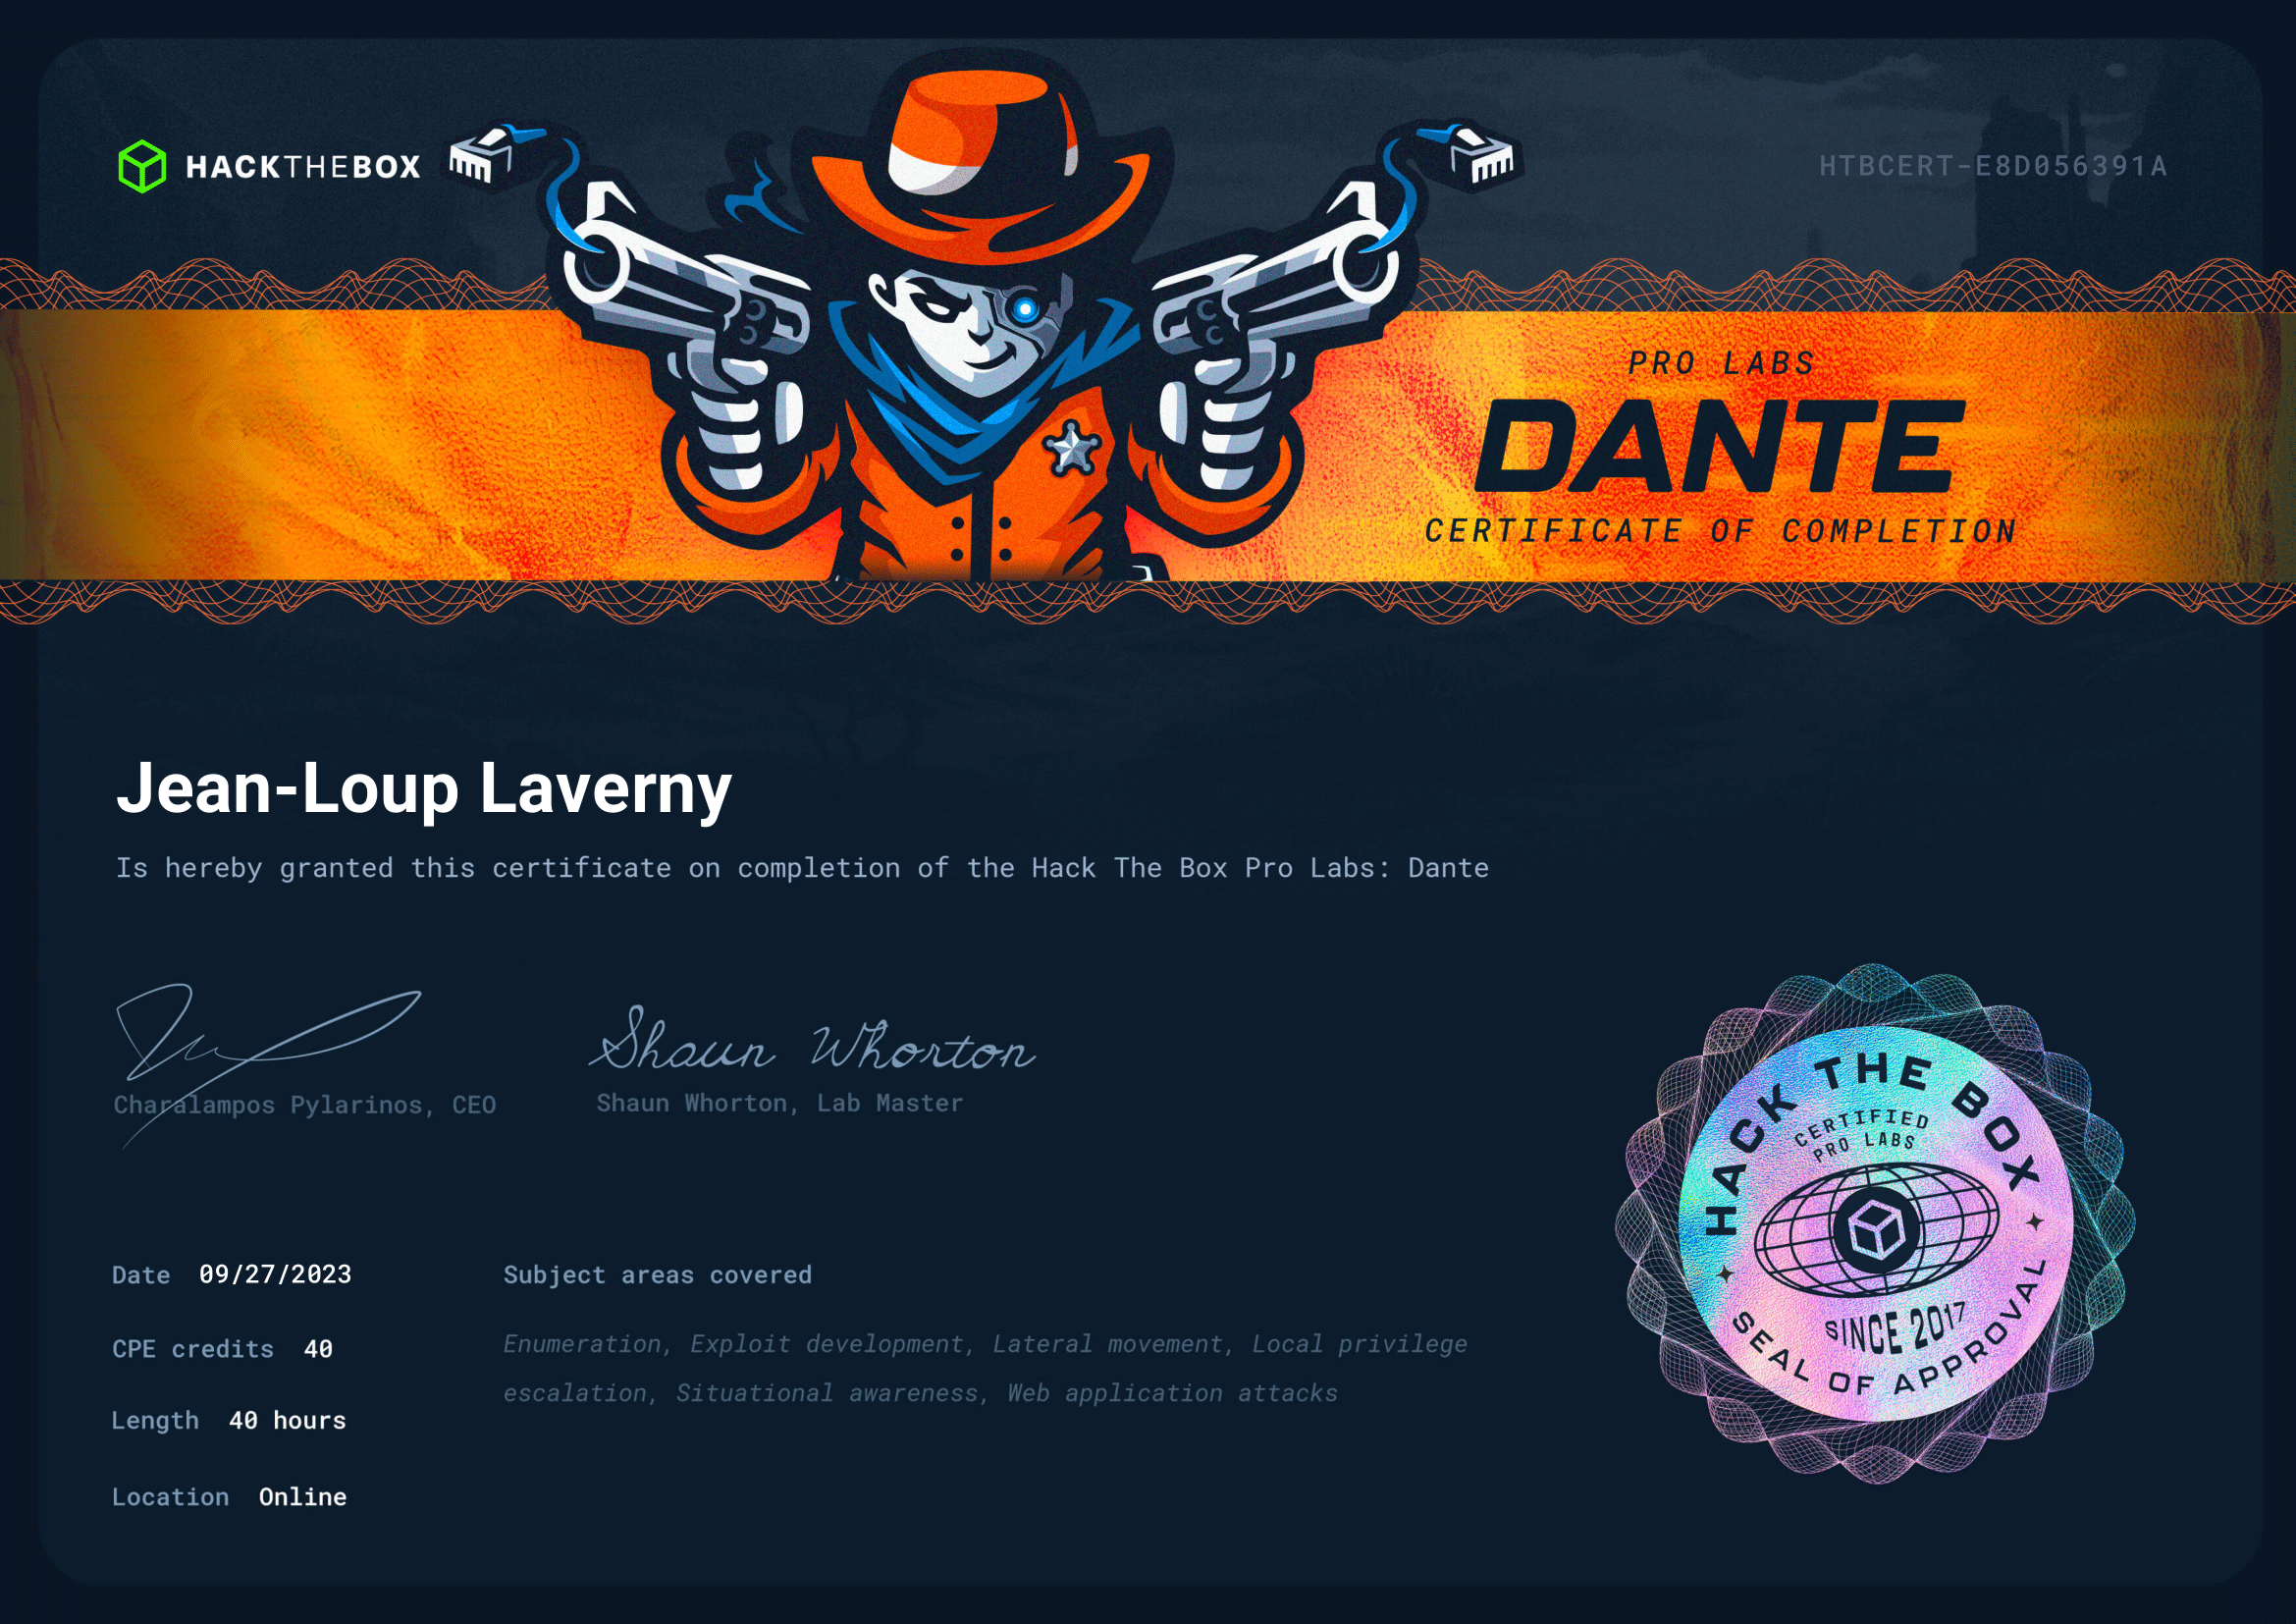 HACKTHEBOX
HTBCERT-E8D056391A
PRO LABS
DANTE
CERTIFICATE OF COMPLETION
Jean-Loup Laverny
Is hereby granted this certificate on completion of the Hack The Box Pro Labs: Dante
Shaun Whorton
Charalampos Pylarinos, CEO
Shaun Whorton, Lab Master
HACK THE BOX
CERTIFIED
PRO LABS
SINCE 2017
SEAL OF APPROVAL
Date 09/27/2023
CPE credits 40
Length 40 hours
Location Online
Subject areas covered
Enumeration, Exploit development, Lateral movement, Local privilege
escalation, Situational awareness, Web application attacks